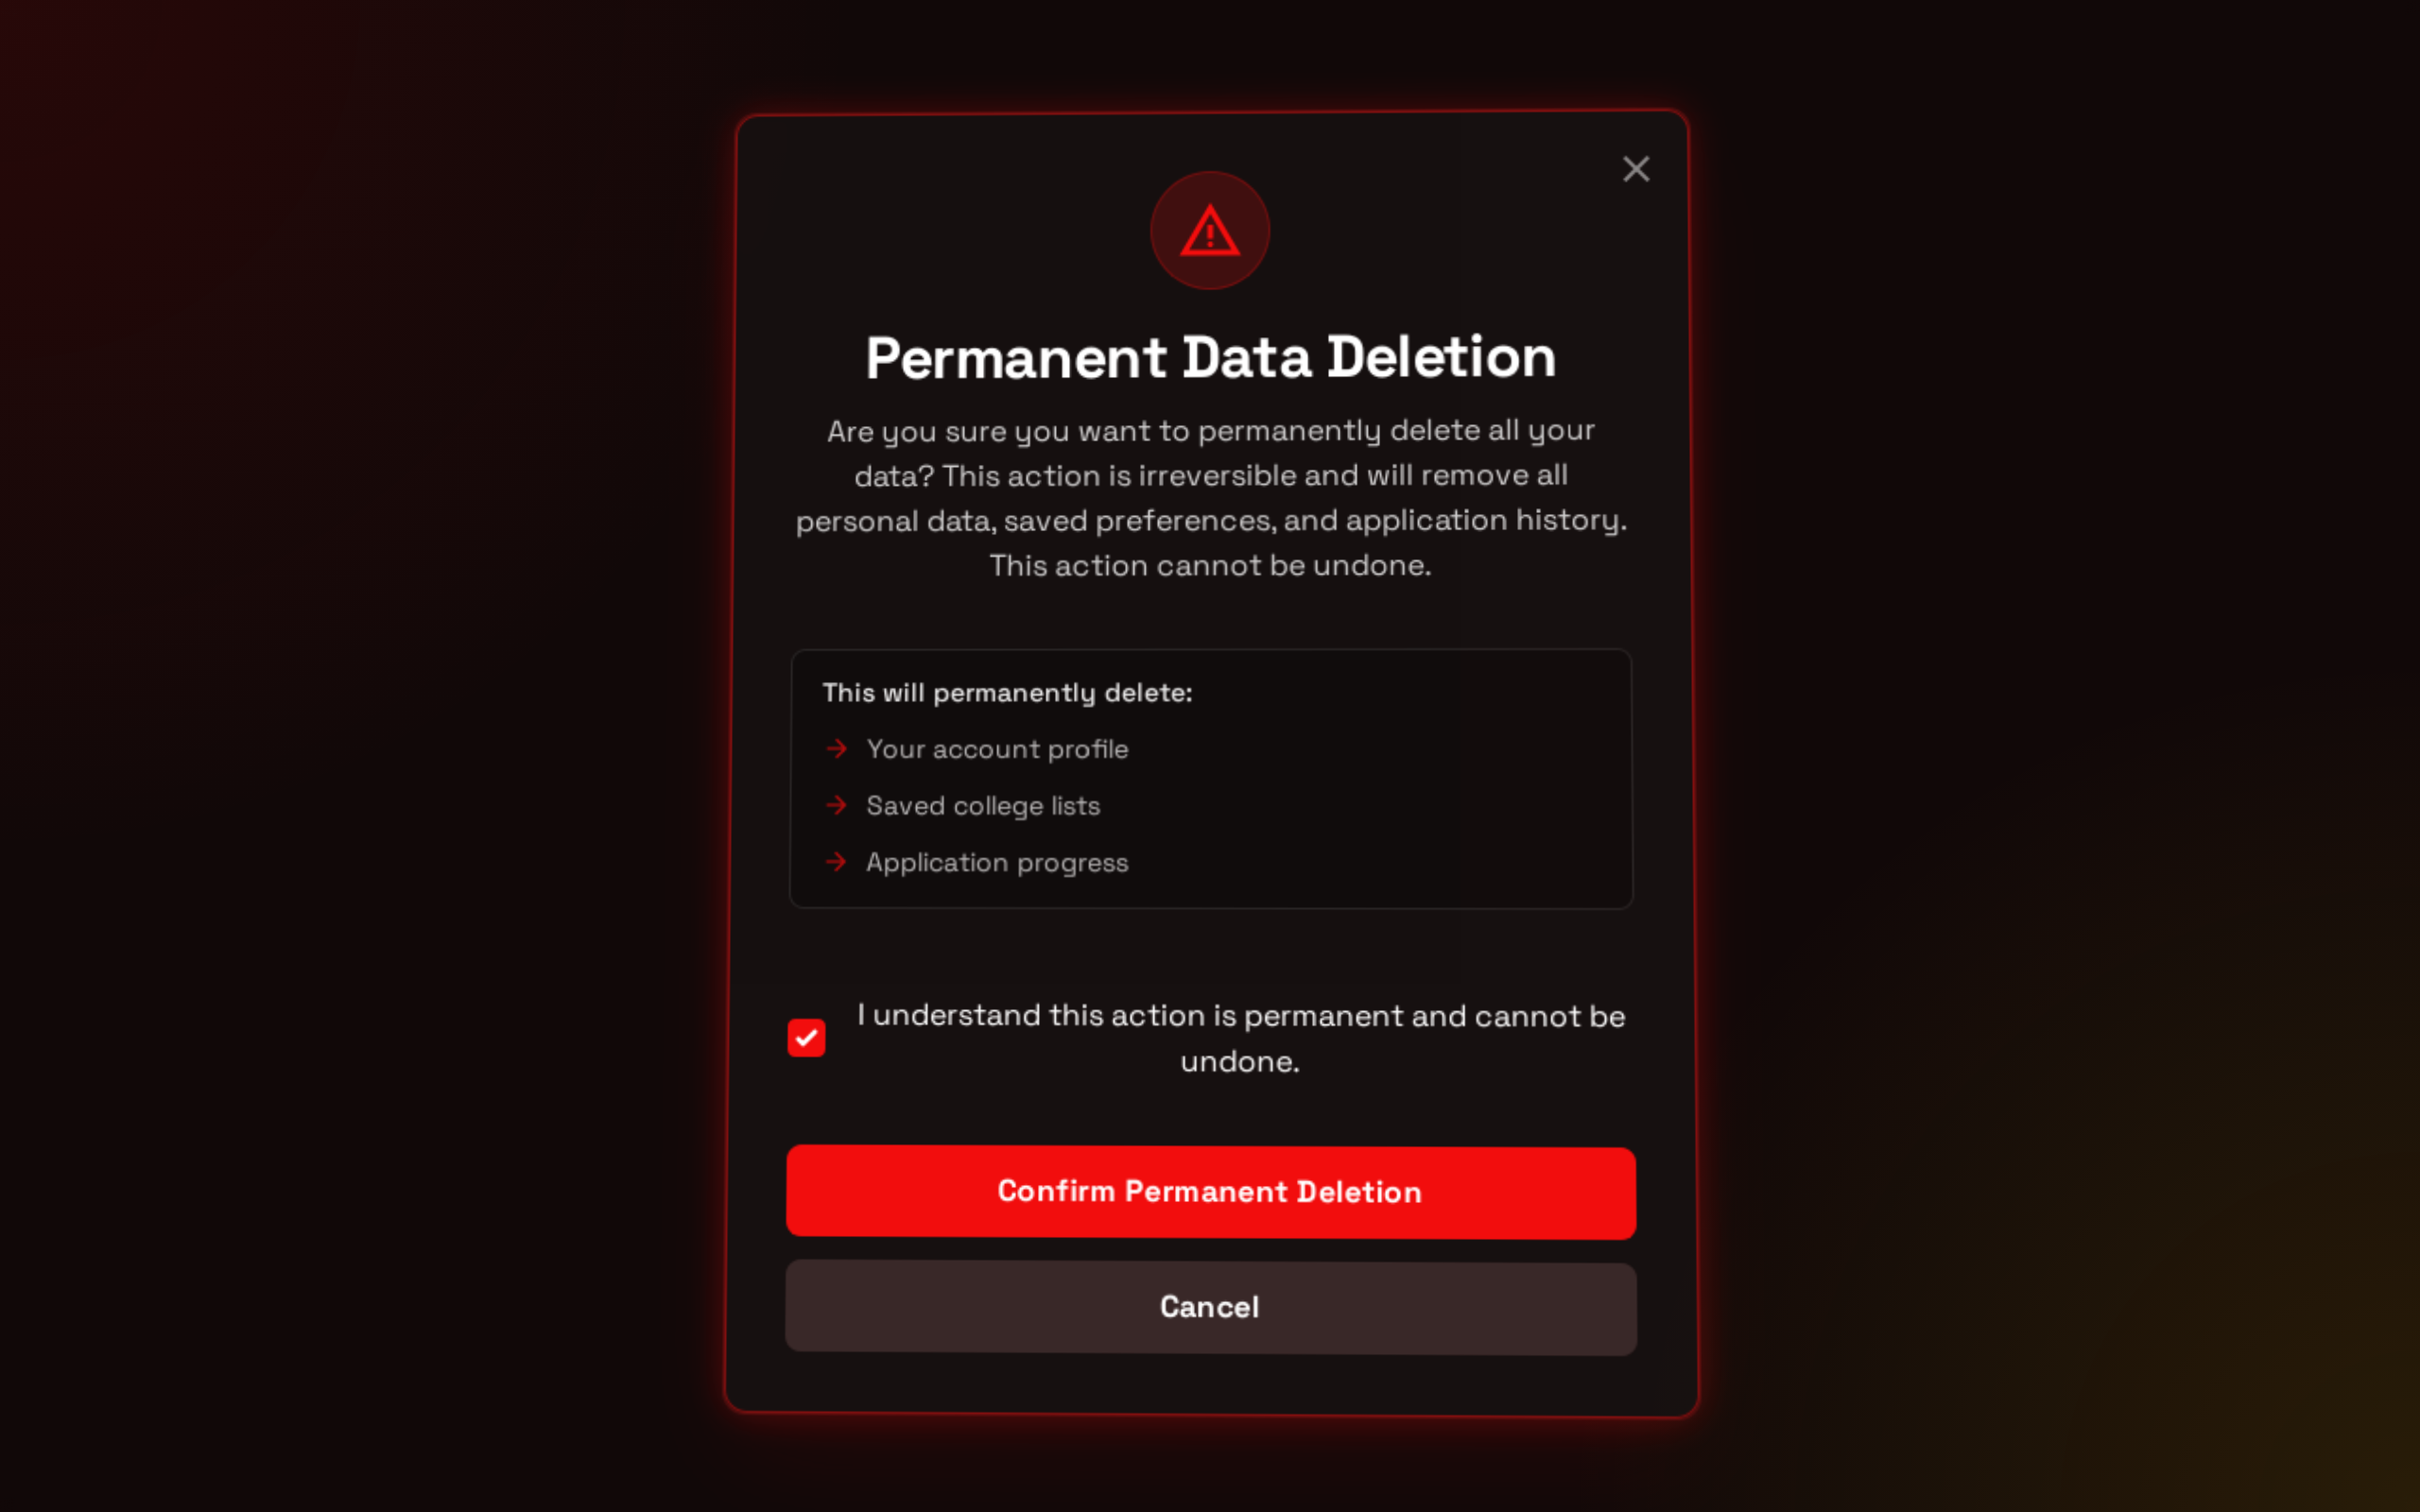 Permanent Data Deletion
Are you sure you want to permanently delete all your
data? This action is irreversible and will remove all
personal data, saved preferences, and application history.
This action cannot be undone.
This will permanently delete:
→ Your account profile
→ Saved college lists
→ Application progress
I understand this action is permanent and cannot be
undone.
Confirm Permanent Deletion
Cancel